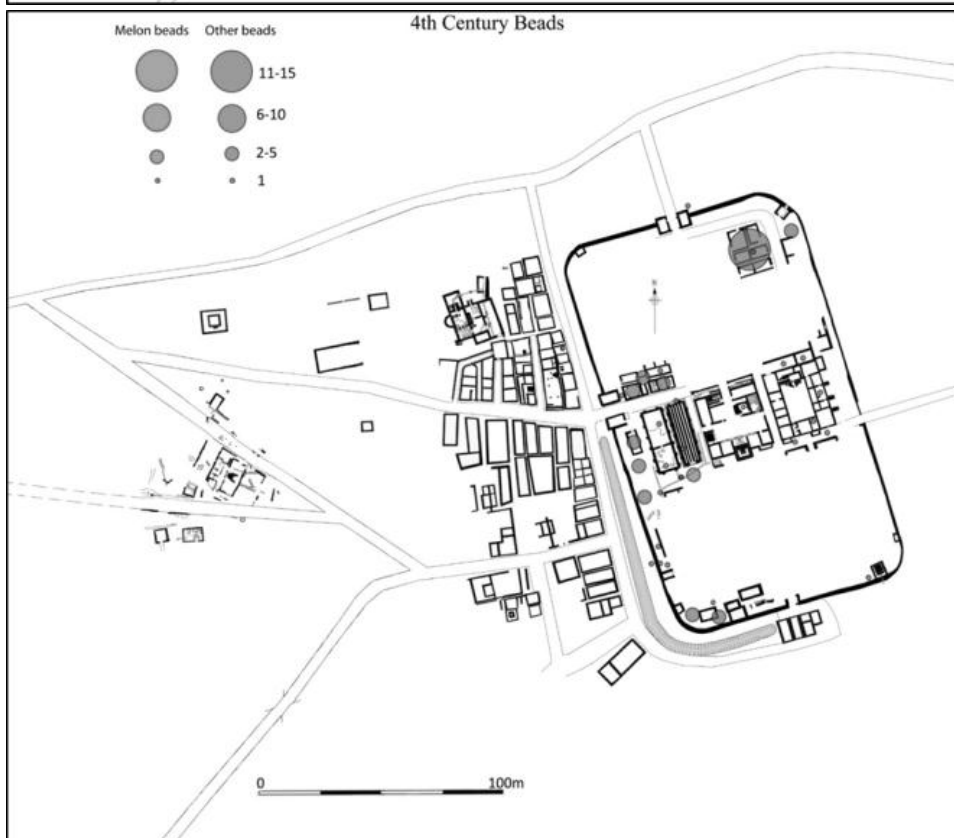 4th Century Beads
Melon beads Other beads
11-15
6-10
2-5
1
N
0 100m